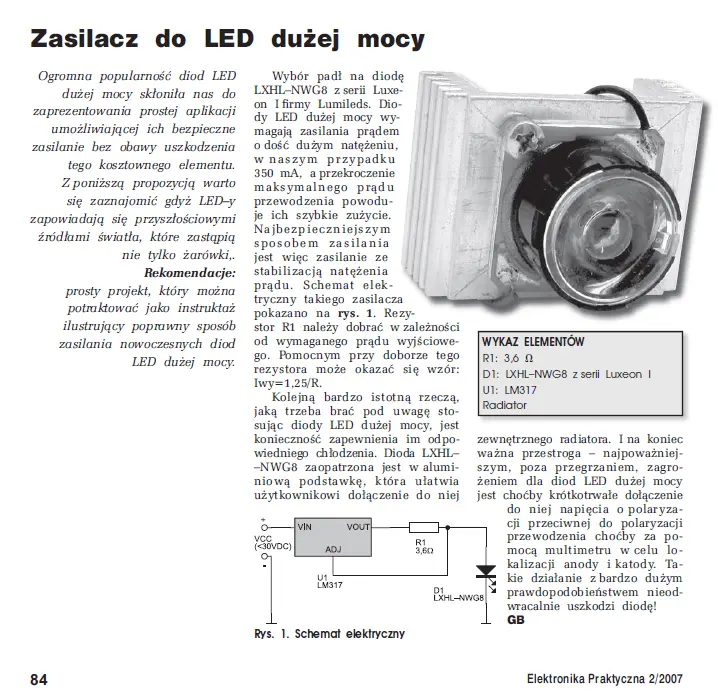 Zasilacz do LED dużej mocy
Ogromna popularność diod LED
dużej mocy skłoniła nas do
zaprezentowania prostej aplikacji
umożliwiającej ich bezpieczne
zasilanie bez obawy uszkodzenia
tego kosztownego elementu.
Z poniższą propozycją warto
się zaznajomić gdyż LED–y
zapowiadają się przyszłościowymi
źródłami światła, które zastąpią
nie tylko żarówki,.
Rekomendacje:
prosty projekt, który można
potraktować jako instruktaż
ilustrujący poprawny sposób
zasilania nowoczesnych diod
LED dużej mocy.
Wybór padł na diodę
LXHL–NWG8 z serii Luxe-
on I firmy Lumileds. Dio-
dy LED dużej mocy wy-
magają zasilania prądem
o dość dużym natężeniu,
w naszym przypadku
350 mA, a przekroczenie
maksymalnego prądu
przewodzenia powodu-
je ich szybkie zużycie.
Najbezpieczniejszym
sposobem zasilania
jest więc zasilanie ze
stabilizacją natężenia
prądu. Schemat elek-
tryczny takiego zasilacza
pokazano na rys. 1. Rezy-
stor R1 należy dobrać w zależności
od wymaganego prądu wyjściowe-
go. Pomocnym przy doborze tego
rezystora może okazać się wzór:
Iwy=1,25/R.
Kolejną bardzo istotną rzeczą,
jaką trzeba brać pod uwagę sto-
sując diody LED dużej mocy, jest
konieczność zapewnienia im odpo-
wiedniego chłodzenia. Dioda LXHL–
–NWG8 zaopatrzona jest w alumi-
niową podstawkę, która ułatwia
użytkownikowi dołączenie do niej
WYKAZ ELEMENTÓW
R1: 3,6 Ω
D1: LXHL–NWG8 z serii Luxeon I
U1: LM317
Radiator
zewnętrznego radiatora. I na koniec
ważna przestroga – najpoważniej-
szym, poza przegrzaniem, zagro-
żeniem dla diod LED dużej mocy
jest choćby krótkotrwałe dołączenie
do niej napięcia o polaryza-
cji przeciwnej do polaryzacji
przewodzenia choćby za po-
mocą multimetru w celu lo-
kalizacji anody i katody. Ta-
kie działanie z bardzo dużym
prawdopodobieństwem nieod-
wracalnie uszkodzi diodę!
GB
+
VCC
(<30VDC)
-
VIN VOUT
ADJ
U1
LM317
R1
3,6Ω
D1
LXHL–NWG8
Rys. 1. Schemat elektryczny
84
Elektronika Praktyczna 2/2007